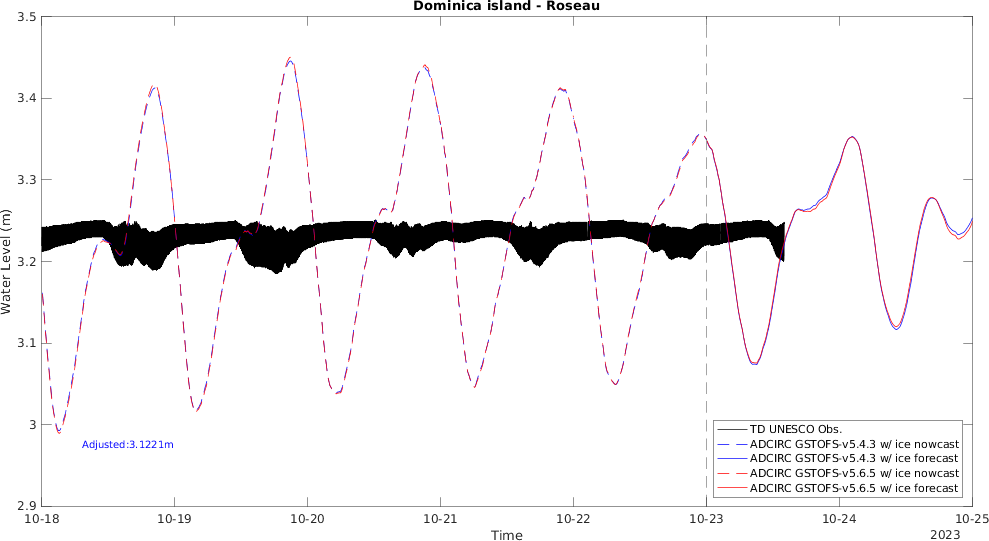 Dominica island - Roseau
3.5
3.4
3.3
3.2
3.1
3
2.9
Water Level (m)
Adjusted:3.1221m
TD UNESCO Obs.
ADCIRC GSTOFS-v5.4.3 w/ ice nowcast
ADCIRC GSTOFS-v5.4.3 w/ ice forecast
ADCIRC GSTOFS-v5.6.5 w/ ice nowcast
ADCIRC GSTOFS-v5.6.5 w/ ice forecast
10-18 10-19 10-20 10-21 10-22 10-23 10-24 10-25
Time
2023